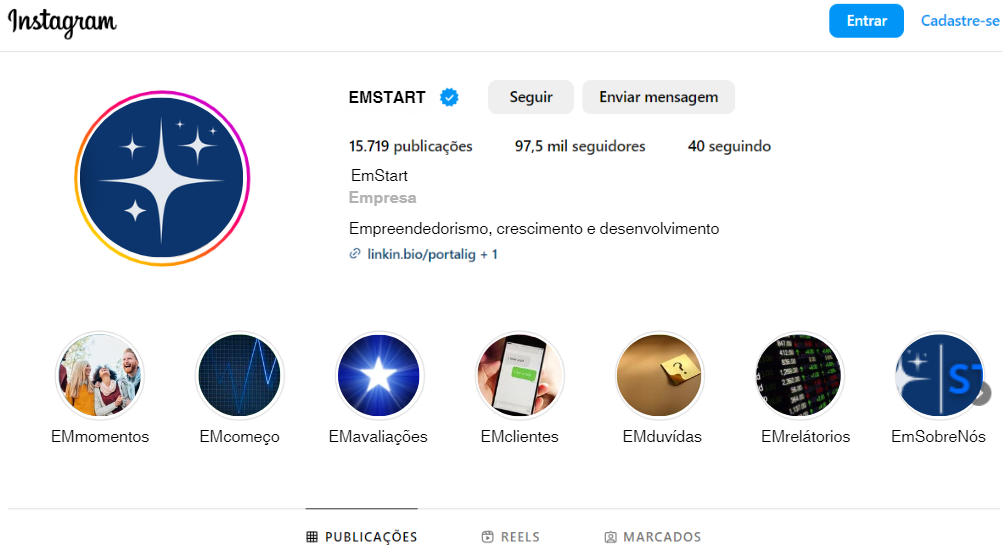 Instagram
Entrar Cadastre-se
EMSTART Seguir Enviar mensagem
15.719 publicações 97,5 mil seguidores 40 seguindo
EmStart
Empresa
Empreendedorismo, crescimento e desenvolvimento
linkin.bio/portalig + 1
?
ST
EMmomentos EMcomeço EMavaliações EMclientes EMduvídas EMrelátorios EmSobreNós
PUBLICAÇÕES REELS MARCADOS